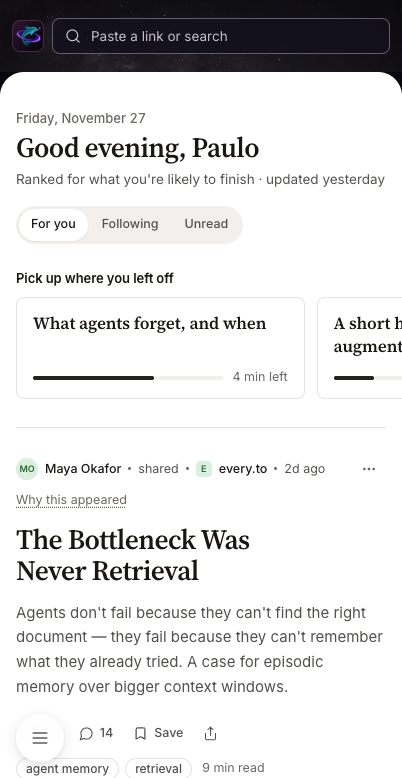 Paste a link or search
Friday, November 27
Good evening, Paulo
Ranked for what you're likely to finish · updated yesterday
For you Following Unread
Pick up where you left off
What agents forget, and when
4 min left
A short h
augment
MO Maya Okafor • shared • E every.to • 2d ago
Why this appeared
The Bottleneck Was
Never Retrieval
Agents don't fail because they can't find the right
document — they fail because they can't remember
what they already tried. A case for episodic
memory over bigger context windows.
14 Save
agent memory retrieval 9 min read